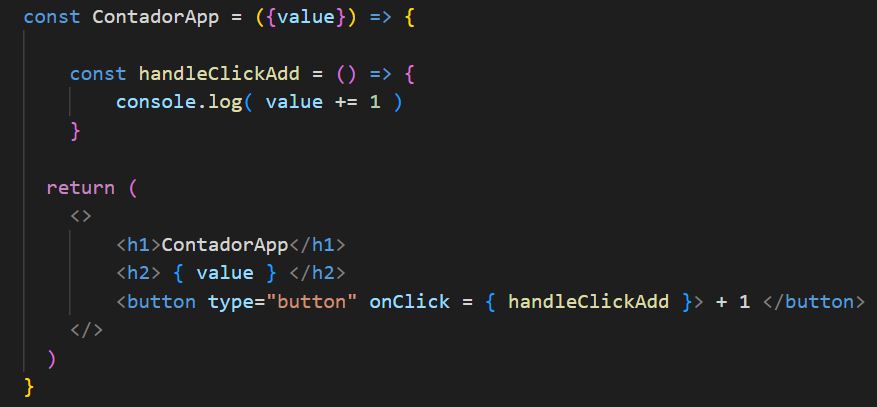 const ContadorApp = ({value}) => {
const handleClickAdd = () => {
console.log( value += 1 )
}
return (
<>
<h1>ContadorApp</h1>
<h2> { value } </h2>
<button type="button" onClick = { handleClickAdd }> + 1 </button>
</>
)
}